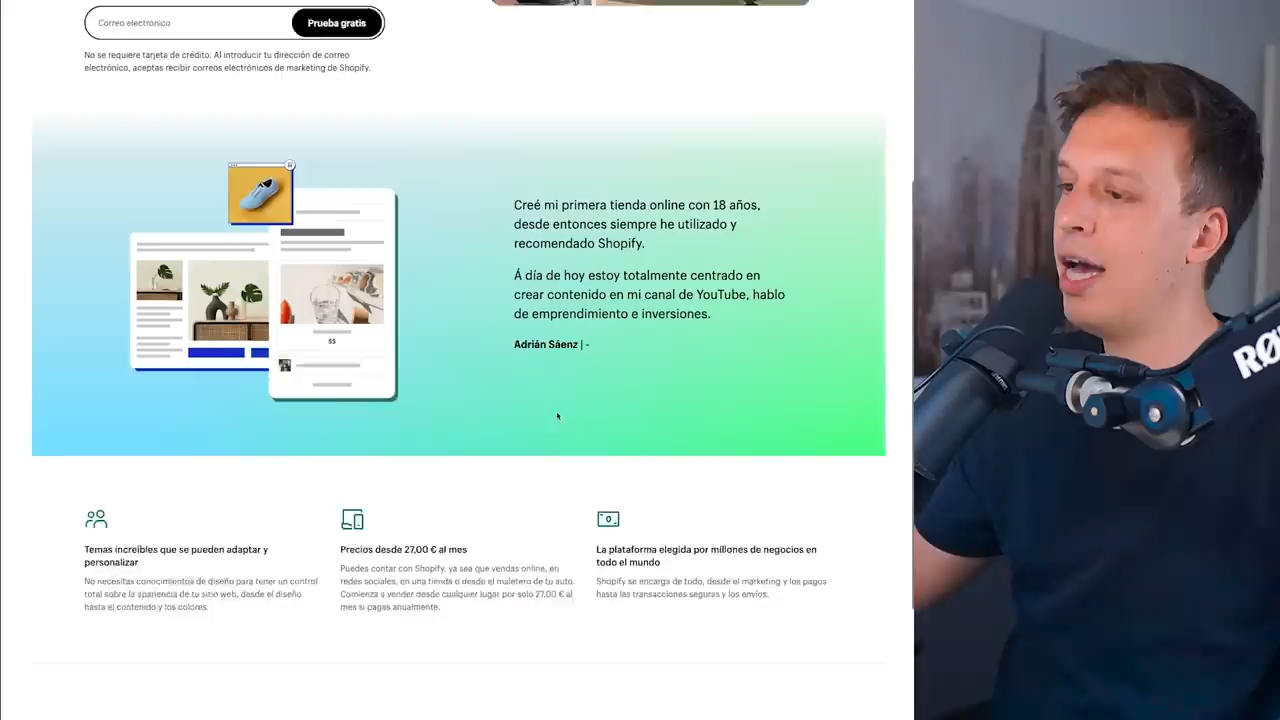 Correo electrónico
Prueba gratis
No se requiere tarjeta de crédito. Al introducir tu dirección de correo
electrónico, aceptas recibir correos electrónicos de marketing de Shopify.
$$
Creé mi primera tienda online con 18 años,
desde entonces siempre he utilizado y
recomendado Shopify.
Á día de hoy estoy totalmente centrado en
crear contenido en mi canal de YouTube, hablo
de emprendimiento e inversiones.
Adrián Sáenz | -
Temas increíbles que se pueden adaptar y
personalizar
No necesitas conocimientos de diseño para tener un control
total sobre la apariencia de tu sitio web, desde el diseño
hasta el contenido y los colores.
Precios desde 27,00 € al mes
Puedes contar con Shopify, ya sea que vendas online, en
redes sociales, en una tienda o desde el maletero de tu auto.
Comienza a vender desde cualquier lugar por solo 27,00 € al
mes si pagas anualmente.
La plataforma elegida por millones de negocios en
todo el mundo
Shopify se encarga de todo, desde el marketing y los pagos
hasta las transacciones seguras y los envíos.
RØ